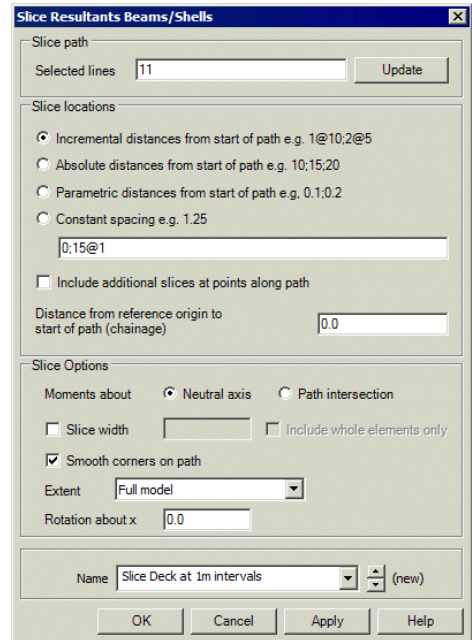 Slice Resultants Beams/Shells
Slice path
Selected lines 11 Update
Slice locations
Incremental distances from start of path e.g. 1@10;2@5
Absolute distances from start of path e.g. 10;15;20
Parametric distances from start of path e.g, 0.1;0.2
Constant spacing e.g. 1.25
0;15@1
Include additional slices at points along path
Distance from reference origin to
start of path (chainage) 0.0
Slice Options
Moments about Neutral axis Path intersection
Slice width Include whole elements only
Smooth corners on path
Extent Full model
Rotation about x 0.0
Name Slice Deck at 1m intervals (new)
OK Cancel Apply Help